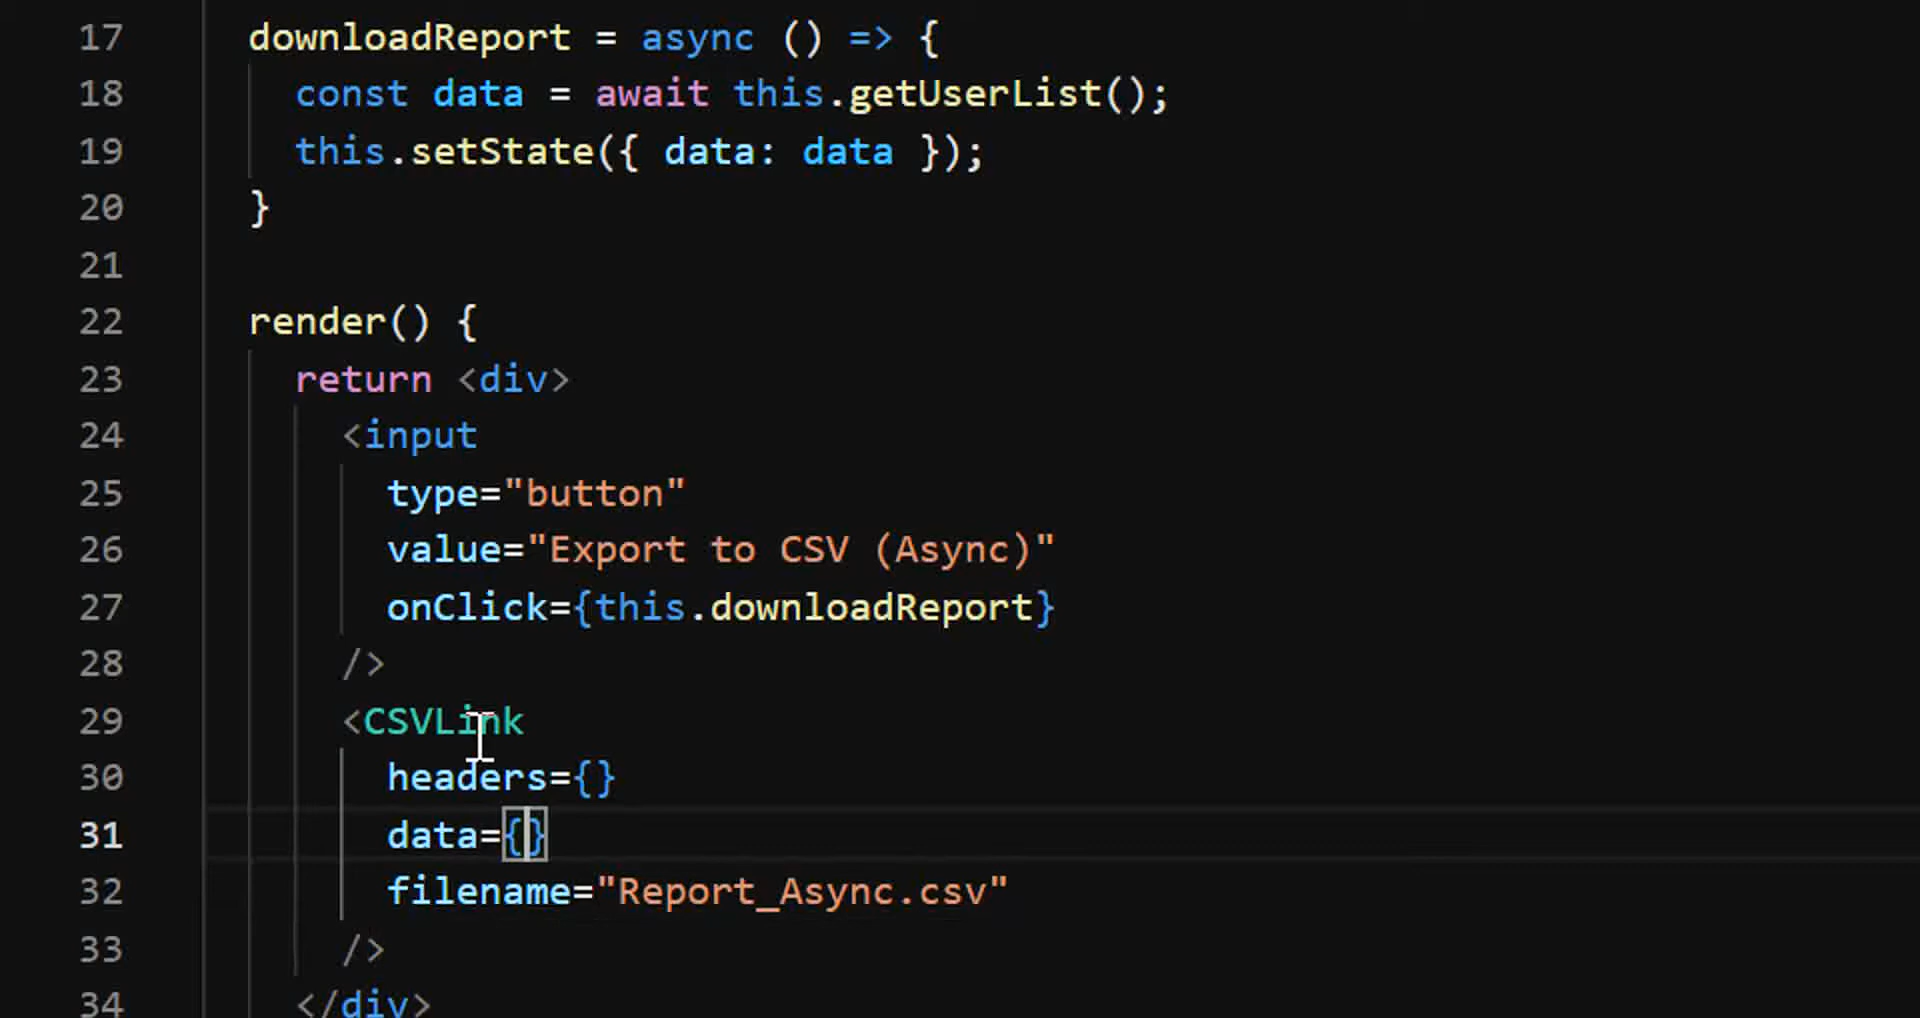 17 downloadReport = async () => {
18 const data = await this.getUserList();
19 this.setState({ data: data });
20 }
21
22 render() {
23 return <div>
24 <input
25 type="button"
26 value="Export to CSV (Async)"
27 onClick={this.downloadReport}
28 />
29 <CSVLink
30 headers={}
31 data={}
32 filename="Report_Async.csv"
33 />
34 </div>